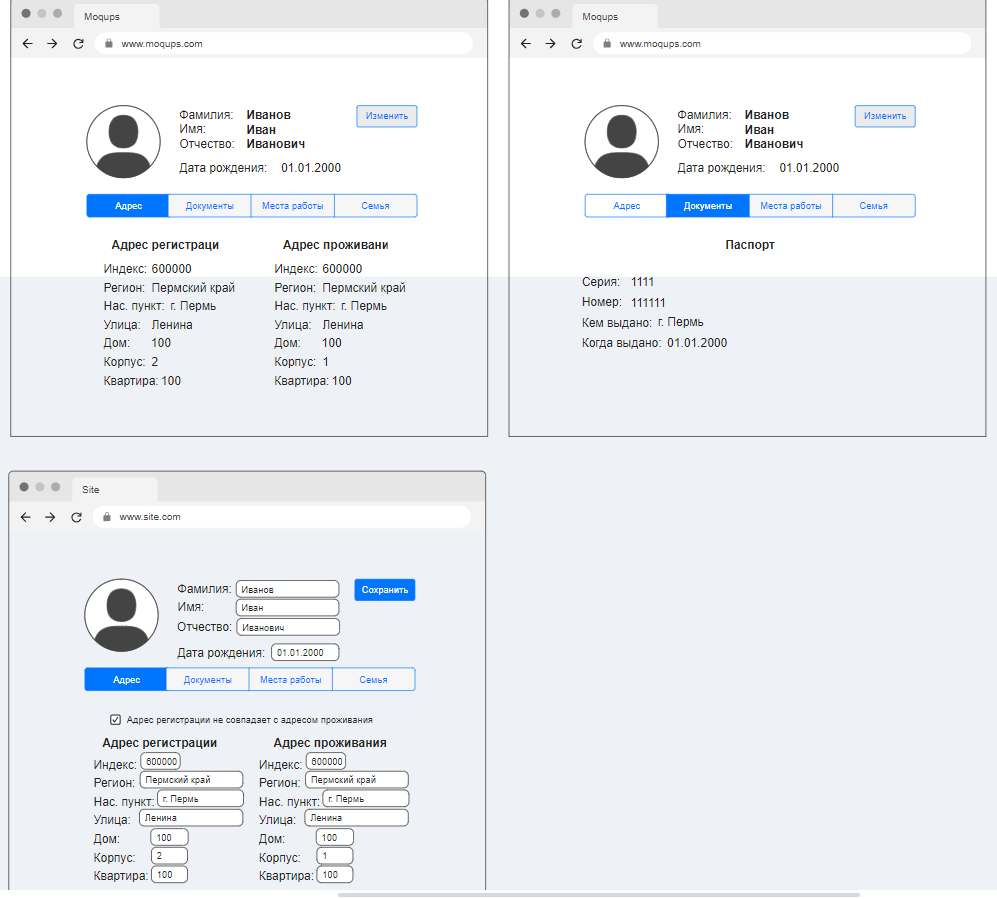 Moqups
www.moqups.com
Фамилия: Иванов
Изменить
Имя: Иван
Отчество: Иванович
Дата рождения: 01.01.2000
Адрес Документы Места работы Семья
Адрес регистраци Адрес проживани
Индекс: 600000 Индекс: 600000
Регион: Пермский край Регион: Пермский край
Нас. пункт: г. Пермь Нас. пункт: г. Пермь
Улица: Ленина Улица: Ленина
Дом: 100 Дом: 100
Корпус: 2 Корпус: 1
Квартира: 100 Квартира: 100
Moqups
www.moqups.com
Фамилия: Иванов
Изменить
Имя: Иван
Отчество: Иванович
Дата рождения: 01.01.2000
Адрес Документы Места работы Семья
Паспорт
Серия: 1111
Номер: 111111
Кем выдано: г. Пермь
Когда выдано: 01.01.2000
Site
www.site.com
Фамилия: Иванов
Сохранить
Имя: Иван
Отчество: Иванович
Дата рождения: 01.01.2000
Адрес Документы Места работы Семья
Адрес регистрации не совпадает с адресом проживания
Адрес регистрации Адрес проживания
Индекс: 600000 Индекс: 600000
Регион: Пермский край Регион: Пермский край
Нас. пункт: г. Пермь Нас. пункт: г. Пермь
Улица: Ленина Улица: Ленина
Дом: 100 Дом: 100
Корпус: 2 Корпус: 1
Квартира: 100 Квартира: 100